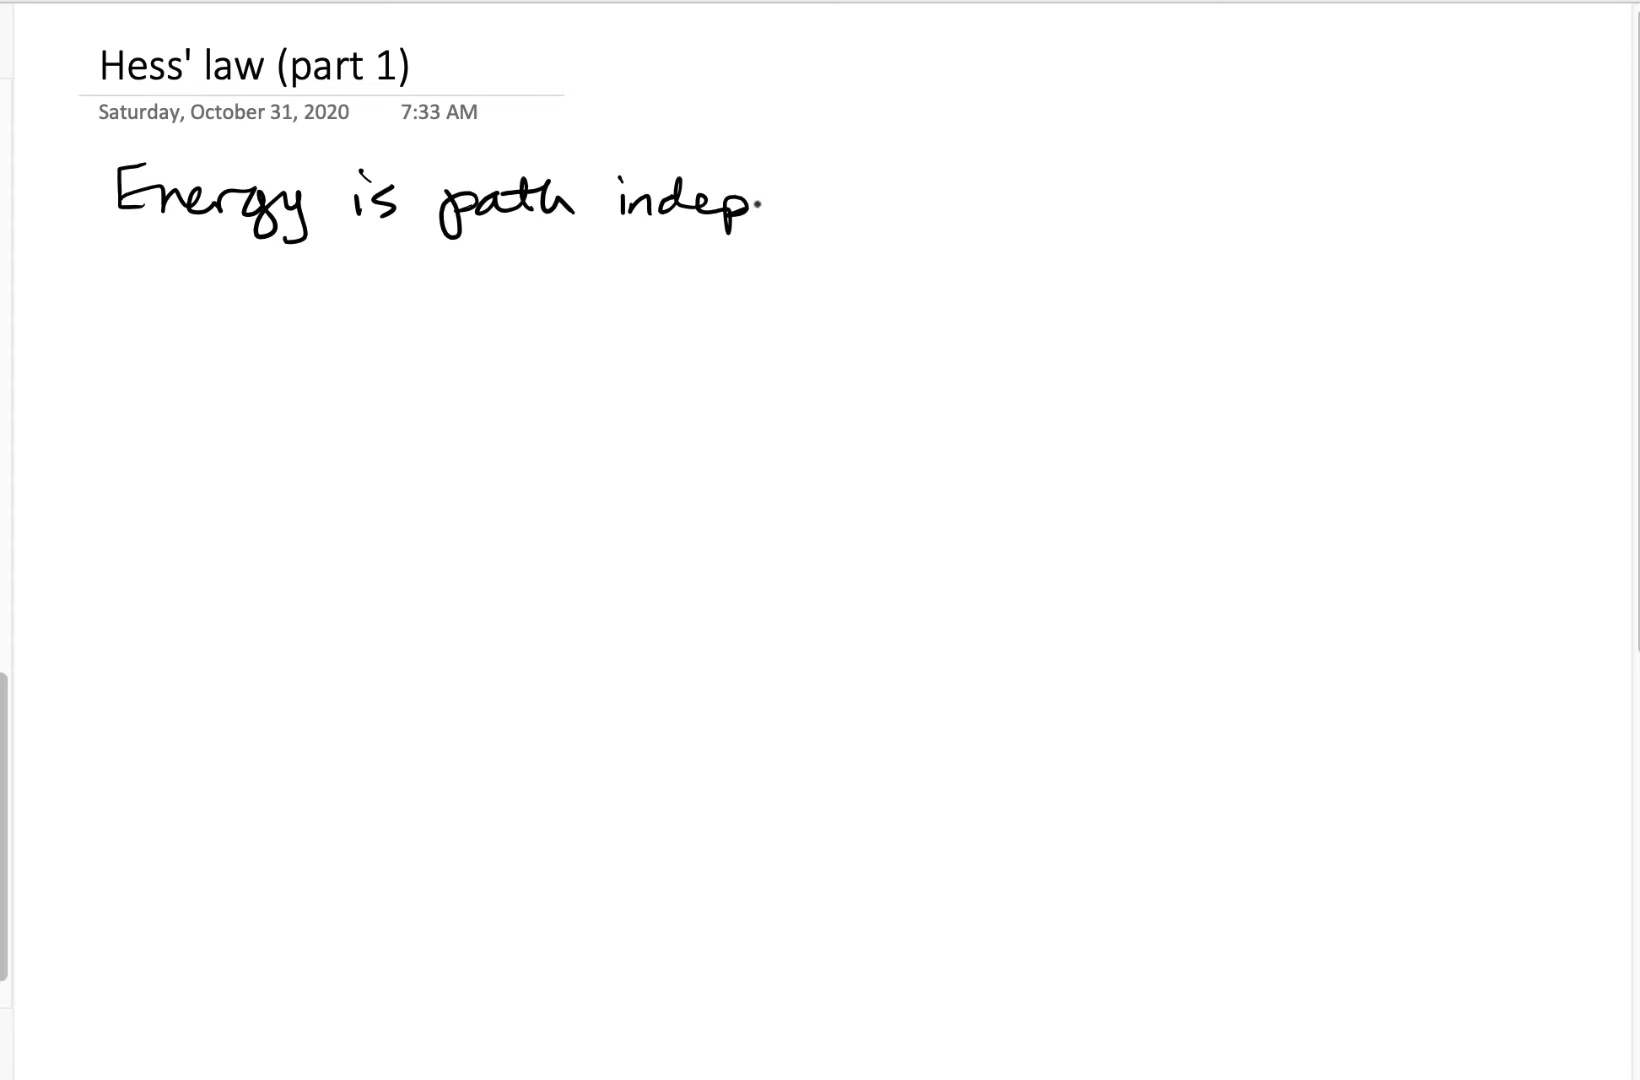 Hess' law (part 1)
Saturday, October 31, 2020 7:33 AM
Energy is path indep